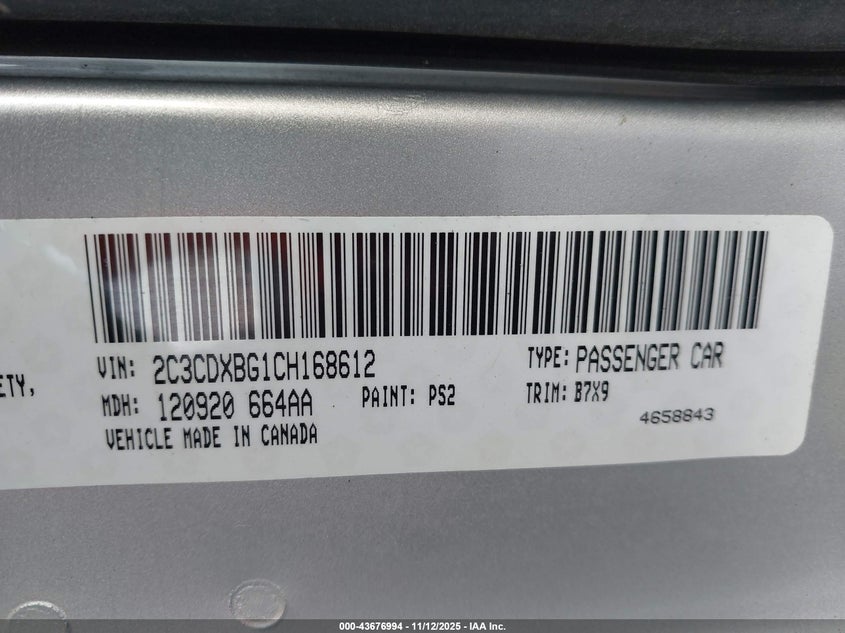 VIN: 2C3CDXBG1CH168612
TYPE: PASSENGER CAR
ETY,
MDH: 120920 664AA
PAINT: PS2
TRIM: B7X9
VEHICLE MADE IN CANADA
4658843
000-43676994 - 11/12/2025 - IAA Inc.